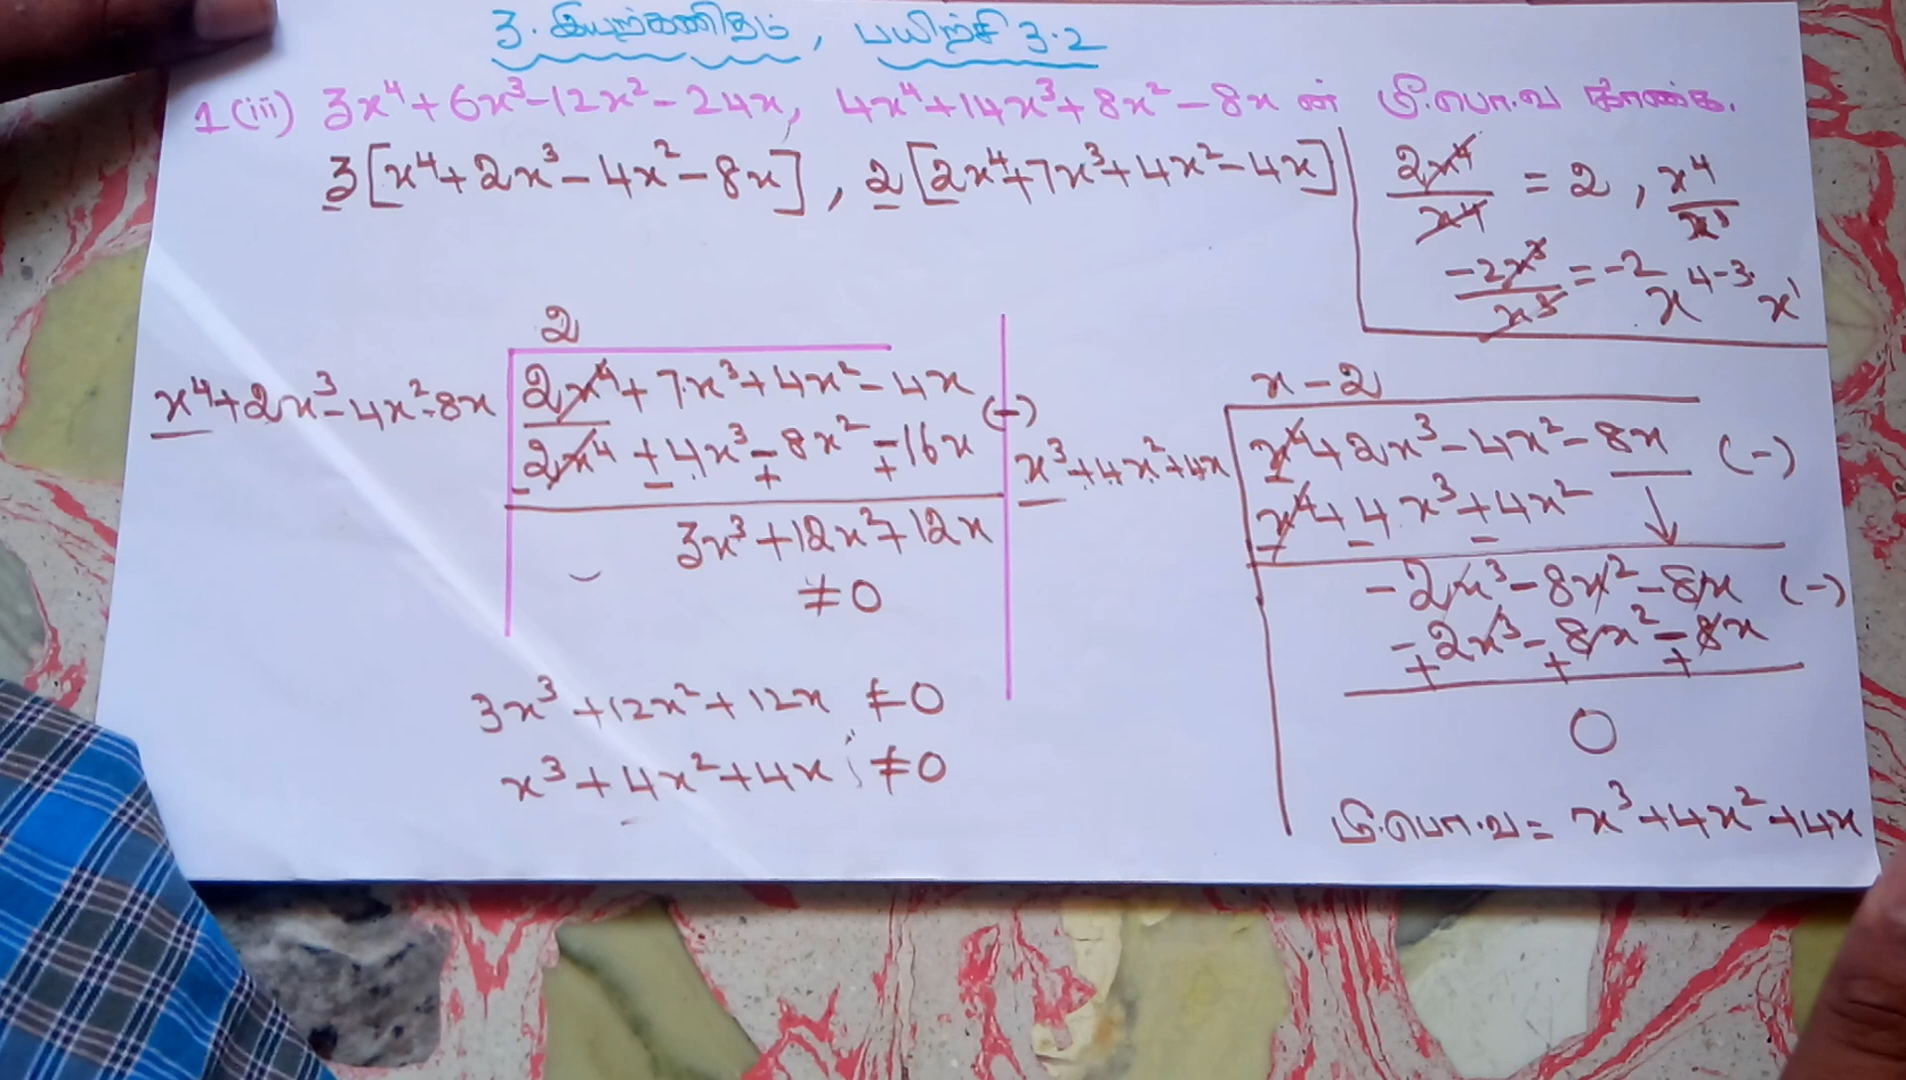 3. இயற்கணிதம், பயிற்சி 3.2
1 (iii) 3x⁴+6x³-12x²-24x, 4x⁴+14x³+8x²-8x ன் மீ.பொ.வ காண்க.
3[x⁴+2x³-4x²-8x], 2[2x⁴+7x³+4x²-4x]
2x⁴/x⁴ = 2, x⁴/x³
-2x³/x³ = -2 x⁴⁻³ x¹
2
x⁴+2x³-4x²-8x 2x⁴+7x³+4x²-4x
2x⁴+4x³-8x²-16x (-)
- - + +
3x³+12x²+12x
≠0
3x³+12x²+12x ≠0
x³+4x²+4x ≠0
x-2
x³+4x²+4x x⁴+2x³-4x²-8x (-)
x⁴+4x³+4x² ↓
- - -
-2x³-8x²-8x (-)
-2x³-8x²-8x
+ + +
0
மீ.பொ.வ = x³+4x²+4x